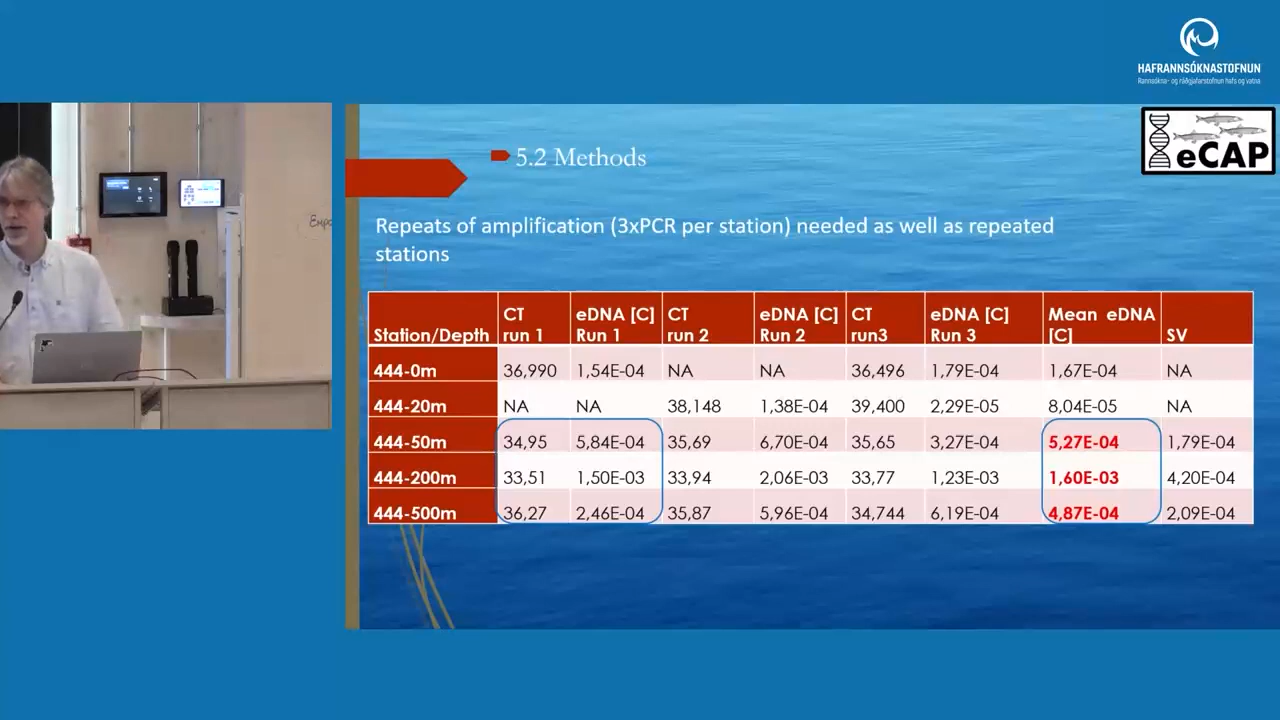 HAFRANNSÓKNASTOFNUN
Rannsókna- og ráðgjafarstofnun hafs og vatna
eCAP
5.2 Methods
Repeats of amplification (3xPCR per station) needed as well as repeated
stations
Station/Depth CT run 1 eDNA [C] Run 1 CT run 2 eDNA [C] Run 2 CT run3 eDNA [C] Run 3 Mean eDNA [C] SV
444-0m 36,990 1,54E-04 NA NA 36,496 1,79E-04 1,67E-04 NA
444-20m NA NA 38,148 1,38E-04 39,400 2,29E-05 8,04E-05 NA
444-50m 34,95 5,84E-04 35,69 6,70E-04 35,65 3,27E-04 5,27E-04 1,79E-04
444-200m 33,51 1,50E-03 33,94 2,06E-03 33,77 1,23E-03 1,60E-03 4,20E-04
444-500m 36,27 2,46E-04 35,87 5,96E-04 34,744 6,19E-04 4,87E-04 2,09E-04